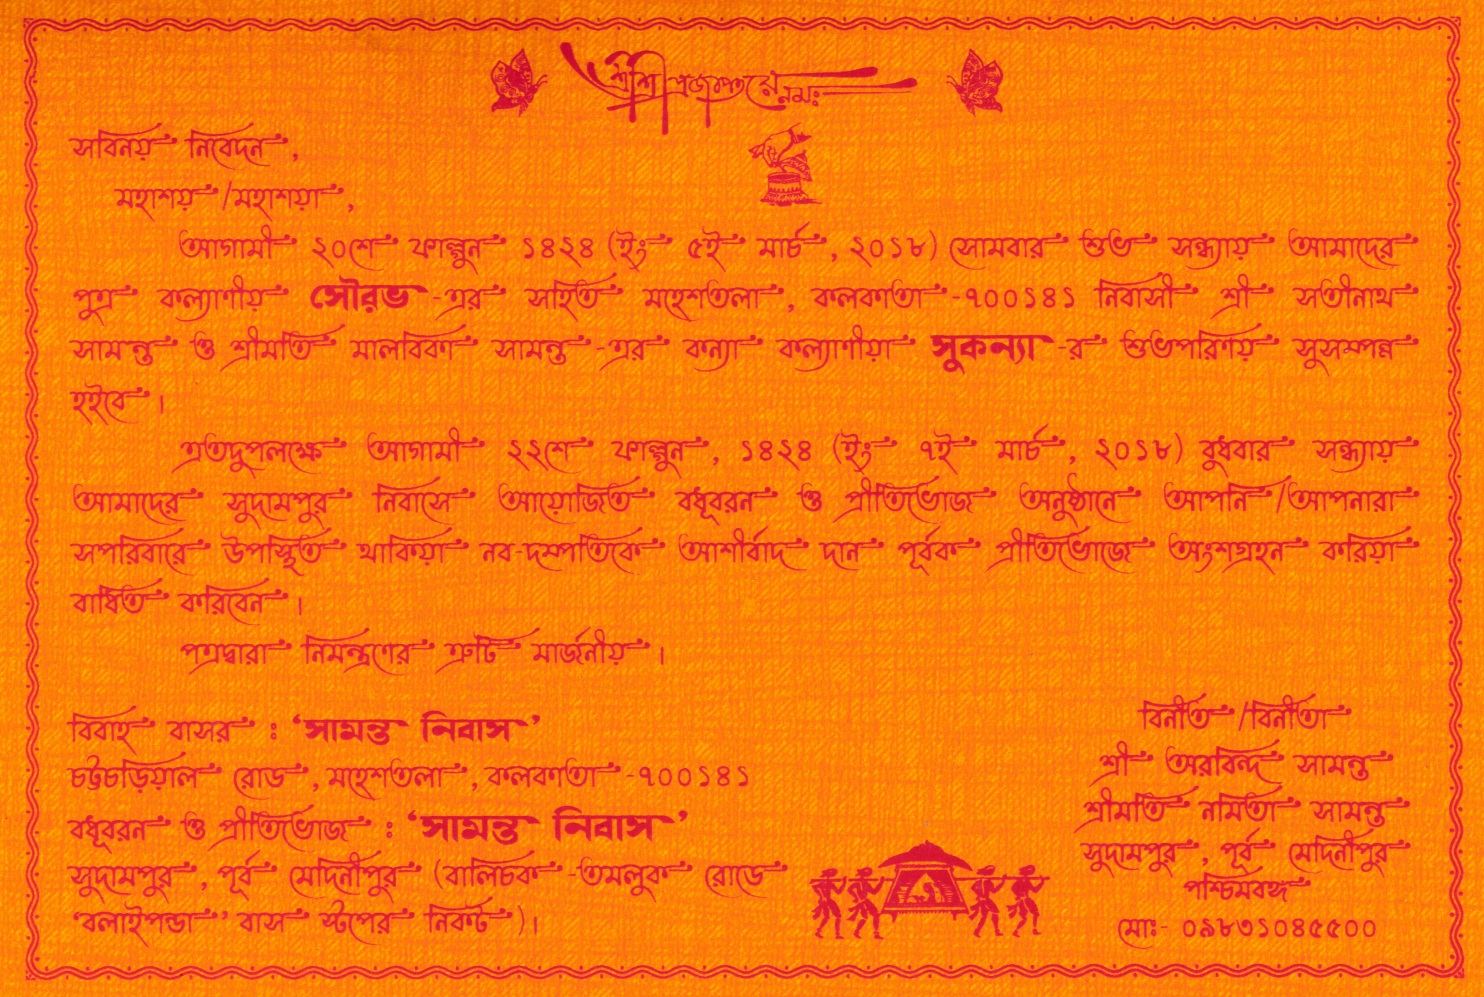 শ্রীশ্রী প্রজাপতয়ে নমঃ
সবিনয় নিবেদন,
মহাশয়/মহাশয়া,
আগামী ২০শে ফাল্গুন ১৪২৪ (ইং ৫ই মার্চ, ২০১৮) সোমবার শুভ সন্ধ্যায় আমাদের
পুত্র কল্যাণীয় সৌরভ-এর সহিত মহেশতলা, কলকাতা-৭০০১৪১ নিবাসী শ্রী সতীনাথ
সামন্ত ও শ্রীমতি মালবিকা সামন্ত-এর কন্যা কল্যাণীয়া সুকন্যা-র শুভপরিণয় সুসম্পন্ন
হইবে।
এতদুপলক্ষে আগামী ২২শে ফাল্গুন, ১৪২৪ (ইং ৭ই মার্চ, ২০১৮) বুধবার সন্ধ্যায়
আমাদের সুদামপুর নিবাসে আয়োজিত বধূবরন ও প্রীতিভোজ অনুষ্ঠানে আপনি/আপনারা
সপরিবারে উপস্থিত থাকিয়া নব-দম্পতিকে আশীর্বাদ দান পূর্বক প্রীতিভোজে অংশগ্রহন করিয়া
বাধিত করিবেন।
পত্রদ্বারা নিমন্ত্রণের ত্রুটি মার্জনীয়।
বিবাহ বাসর : ‘সামন্ত নিবাস’
চট্টচড়িয়াল রোড, মহেশতলা, কলকাতা-৭০০১৪১
বধূবরন ও প্রীতিভোজ : ‘সামন্ত নিবাস’
সুদামপুর, পূর্ব মেদিনীপুর (বালিচক-তমলুক রোডে
‘বলাইপন্ডা’ বাস স্টপের নিকট)।
বিনীত/বিনীতা
শ্রী অরবিন্দ সামন্ত
শ্রীমতি নমিতা সামন্ত
সুদামপুর, পূর্ব মেদিনীপুর
পশ্চিমবঙ্গ
মোঃ- ০৯৮৩১০৪৫৫০০